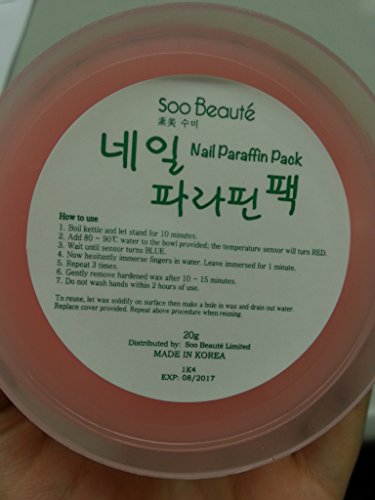 Soo Beauté
素美 수미
네일 Nail Paraffin Pack
파라핀 팩
How to use
1. Boil kettle and let stand for 10 minutes.
2. Add 80 - 90℃ water to the bowl provided; the temperature sensor will turn RED.
3. Wait until sensor turns BLUE.
4. Now hesitantly immerse fingers in water. Leave immersed for 1 minute.
5. Repeat 3 times.
6. Gently remove hardened wax after 10 - 15 minutes.
7. Do not wash hands within 2 hours of use.
To reuse, let wax solidify on surface then make a hole in wax and drain out water.
Replace cover provided. Repeat above procedure when reusing.
20g
Distributed by: Soo Beauté Limited
MADE IN KOREA
1K4
EXP: 08/2017